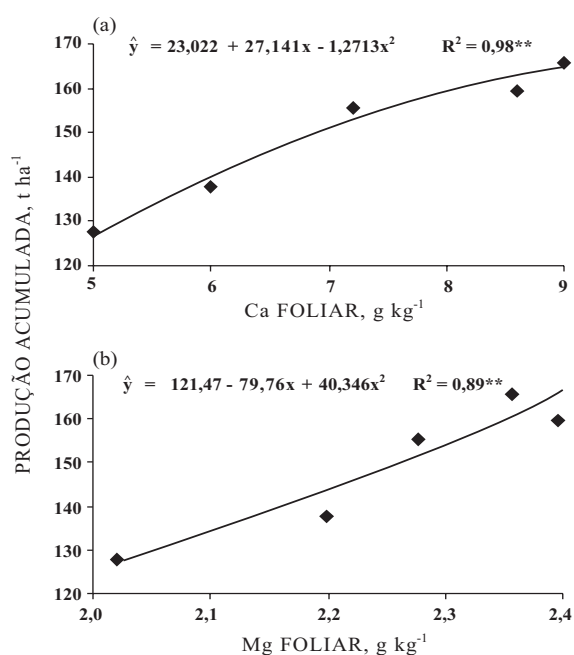 (a)
ŷ = 23,022 + 27,141x - 1,2713x² R² = 0,98**
170
160
150
140
130
120
5 6 7 8 9
Ca FOLIAR, g kg⁻¹
PRODUÇÃO ACUMULADA, t ha⁻¹
(b)
ŷ = 121,47 - 79,76x + 40,346x² R² = 0,89**
170
160
150
140
130
120
2,0 2,1 2,2 2,3 2,4
Mg FOLIAR, g kg⁻¹